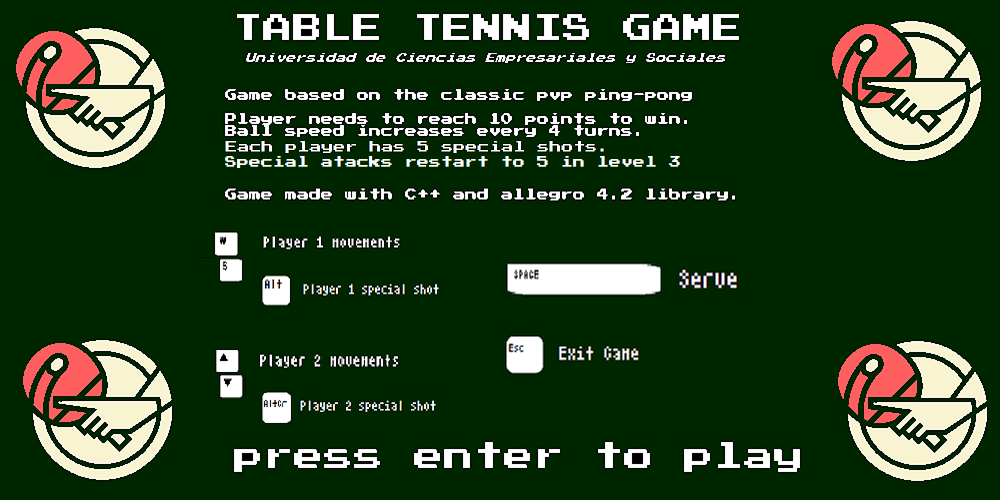 TABLE TENNIS GAME
Universidad de Ciencias Empresariales y Sociales
Game based on the classic pvp ping-pong
Player needs to reach 10 points to win.
Ball speed increases every 4 turns.
Each player has 5 special shots.
Special atacks restart to 5 in level 3
Game made with C++ and allegro 4.2 library.
W
Player 1 movements
S
Alt
Player 1 special shot
SPACE
Serve
Esc
Exit Game
▲
Player 2 movements
▼
AltGr
Player 2 special shot
press enter to play